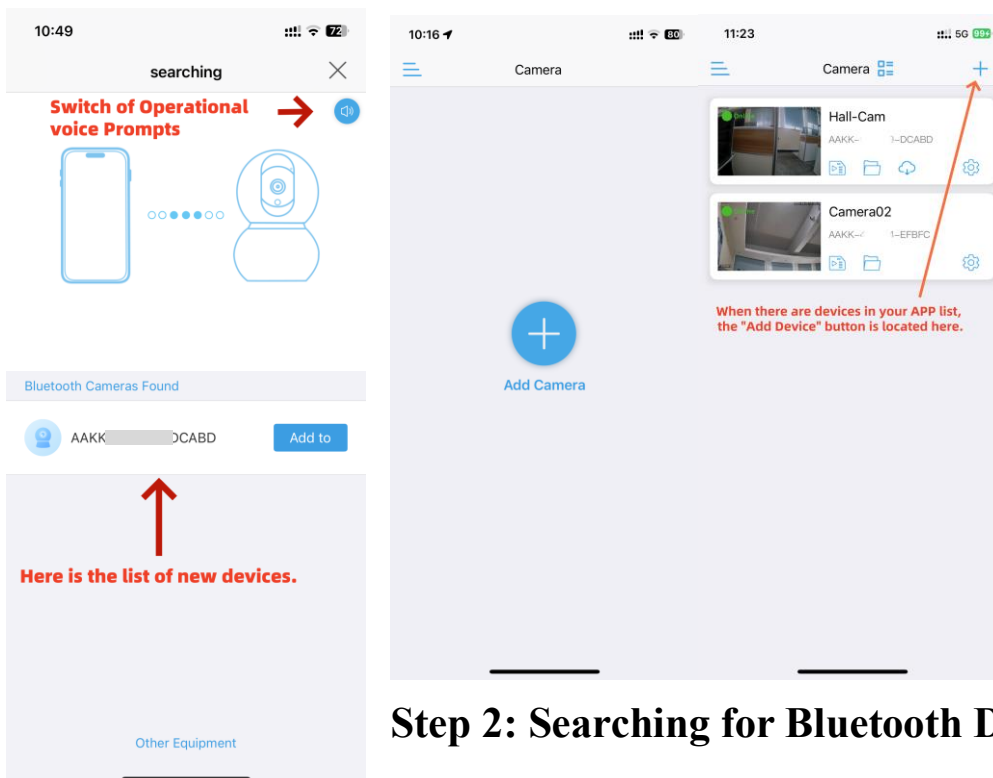 10:49
72
searching
Switch of Operational
voice Prompts
Bluetooth Cameras Found
AAKK DCABD
Add to
Here is the list of new devices.
Other Equipment
10:16
80
Camera
Add Camera
11:23
5G 99+
Camera
Hall-Cam
AAKK- -DCABD
Camera02
AAKK- -EFBFC
When there are devices in your APP list,
the "Add Device" button is located here.
Step 2: Searching for Bluetooth D